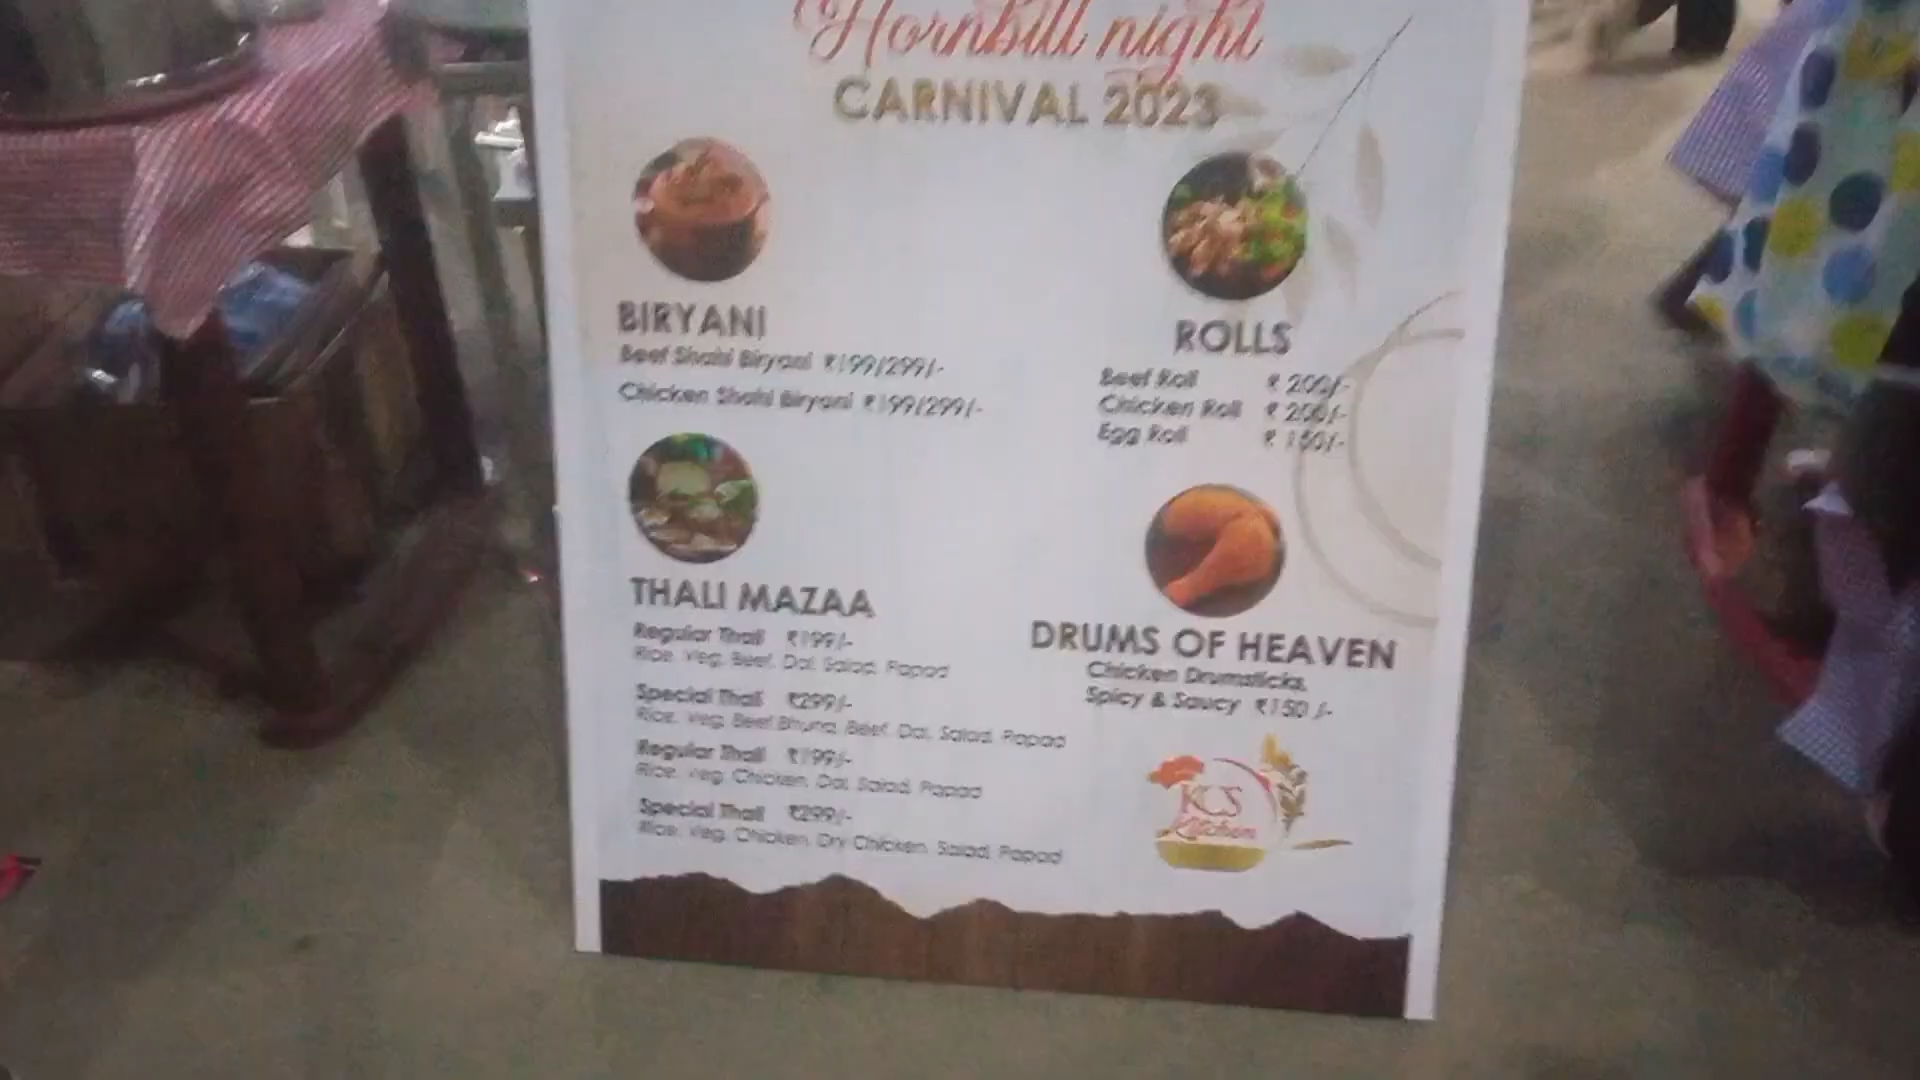 Hornbill night
CARNIVAL 2023
BIRYANI
Beef Shahi Biryani ₹199/299/-
Chicken Shahi Biryani ₹199/299/-
ROLLS
Beef Roll ₹ 200/-
Chicken Roll ₹ 200/-
Egg Roll ₹ 150/-
THALI MAZAA
Regular Thali ₹199/-
Rice, Veg, Beef, Dal, Salad, Papad
Special Thali ₹299/-
Rice, Veg, Beef Bhuna, Beef, Dal, Salad, Papad
Regular Thali ₹199/-
Rice, Veg, Chicken, Dal, Salad, Papad
Special Thali ₹299/-
Rice, Veg, Chicken, Dry Chicken, Salad, Papad
DRUMS OF HEAVEN
Chicken Drumsticks,
Spicy & Saucy ₹150 /-
KCS
Kitchen